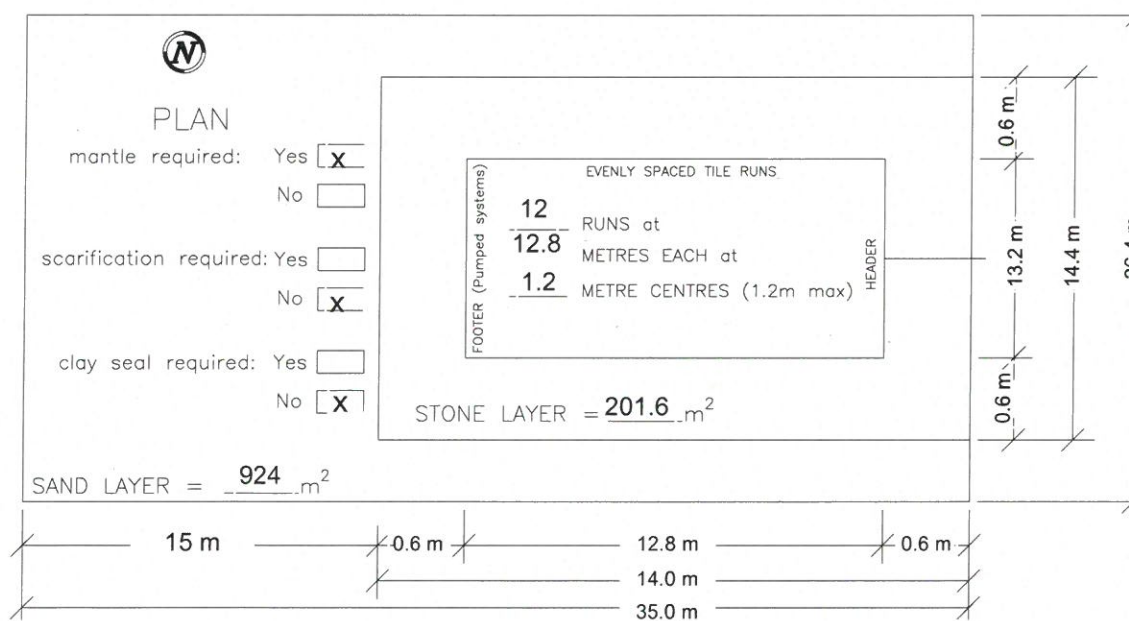 N
PLAN
mantle required: Yes x
No
scarification required: Yes
No x
clay seal required: Yes
No x
SAND LAYER = 924 m²
STONE LAYER = 201.6 m²
FOOTER (Pumped systems)
EVENLY SPACED TILE RUNS
12 RUNS at
12.8 METRES EACH at
1.2 METRE CENTRES (1.2m max)
HEADER
0.6 m
13.2 m
0.6 m
14.4 m
15 m
0.6 m
12.8 m
0.6 m
14.0 m
35.0 m